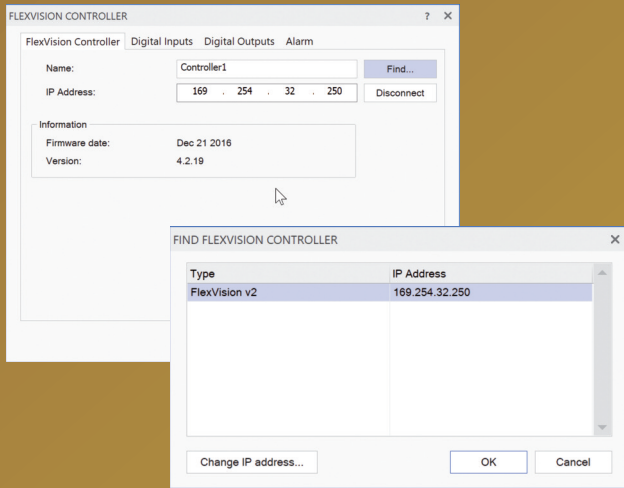 FLEXVISION CONTROLLER ? ×
FlexVision Controller Digital Inputs Digital Outputs Alarm
Name: Controller1 Find...
IP Address: 169 . 254 . 32 . 250 Disconnect
Information
Firmware date: Dec 21 2016
Version: 4.2.19
FIND FLEXVISION CONTROLLER ×
Type IP Address
FlexVision v2 169.254.32.250
Change IP address... OK Cancel